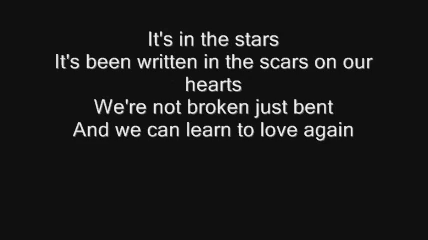 It's in the stars
It's been written in the scars on our
hearts
We're not broken just bent
And we can learn to love again